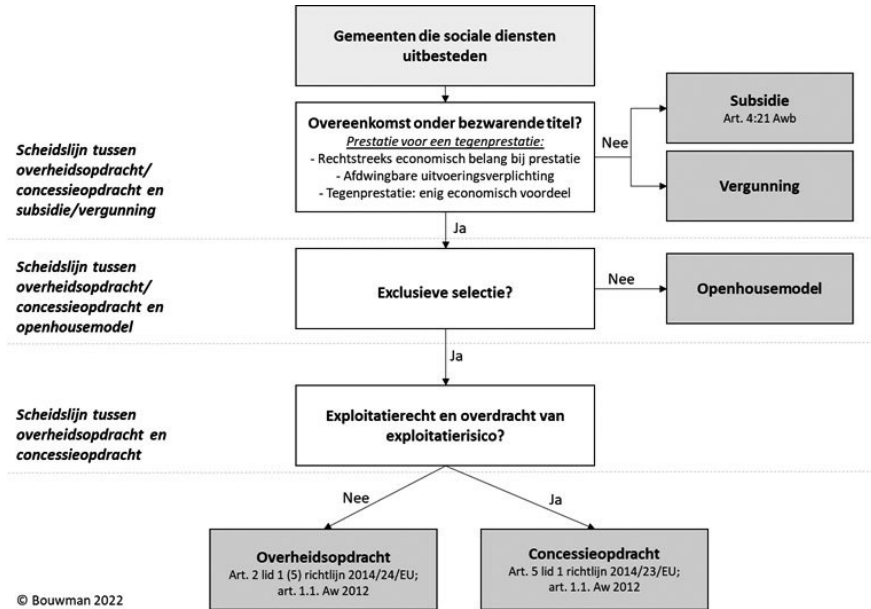 Gemeenten die sociale diensten
uitbesteden
Overeenkomst onder bezwarende titel?
Prestatie voor een tegenprestatie:
- Rechtstreeks economisch belang bij prestatie
- Afdwingbare uitvoeringsverplichting
- Tegenprestatie: enig economisch voordeel
Nee
Subsidie
Art. 4:21 Awb
Vergunning
Scheidslijn tussen
overheidsopdracht/
concessieopdracht en
subsidie/vergunning
Ja
Scheidslijn tussen
overheidsopdracht/
concessieopdracht en
openhousemodel
Exclusieve selectie?
Nee
Openhousemodel
Ja
Scheidslijn tussen
overheidsopdracht en
concessieopdracht
Exploitatierecht en overdracht van
exploitatierisico?
Nee
Ja
Overheidsopdracht
Art. 2 lid 1 (5) richtlijn 2014/24/EU;
art. 1.1. Aw 2012
Concessieopdracht
Art. 5 lid 1 richtlijn 2014/23/EU;
art. 1.1. Aw 2012
© Bouwman 2022